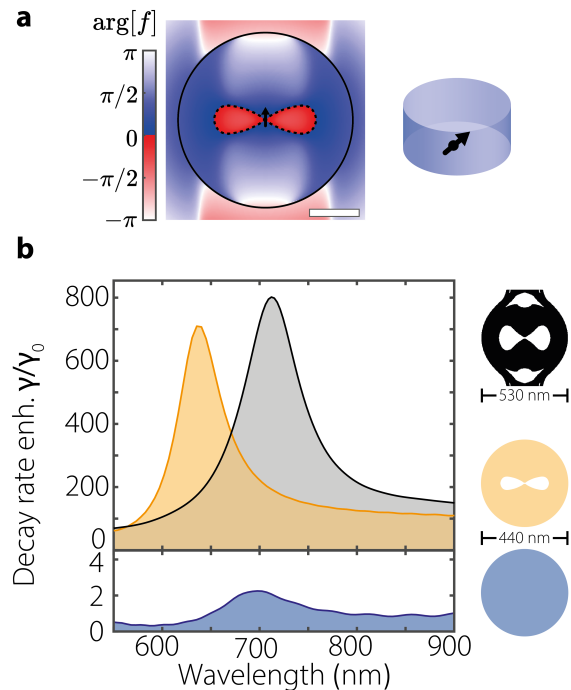 a
arg[f]
π
π/2
0
−π/2
−π
b
Decay rate enh. γ/γ₀
800
600
400
200
0
4
2
0
600
700
800
900
Wavelength (nm)
530 nm
440 nm